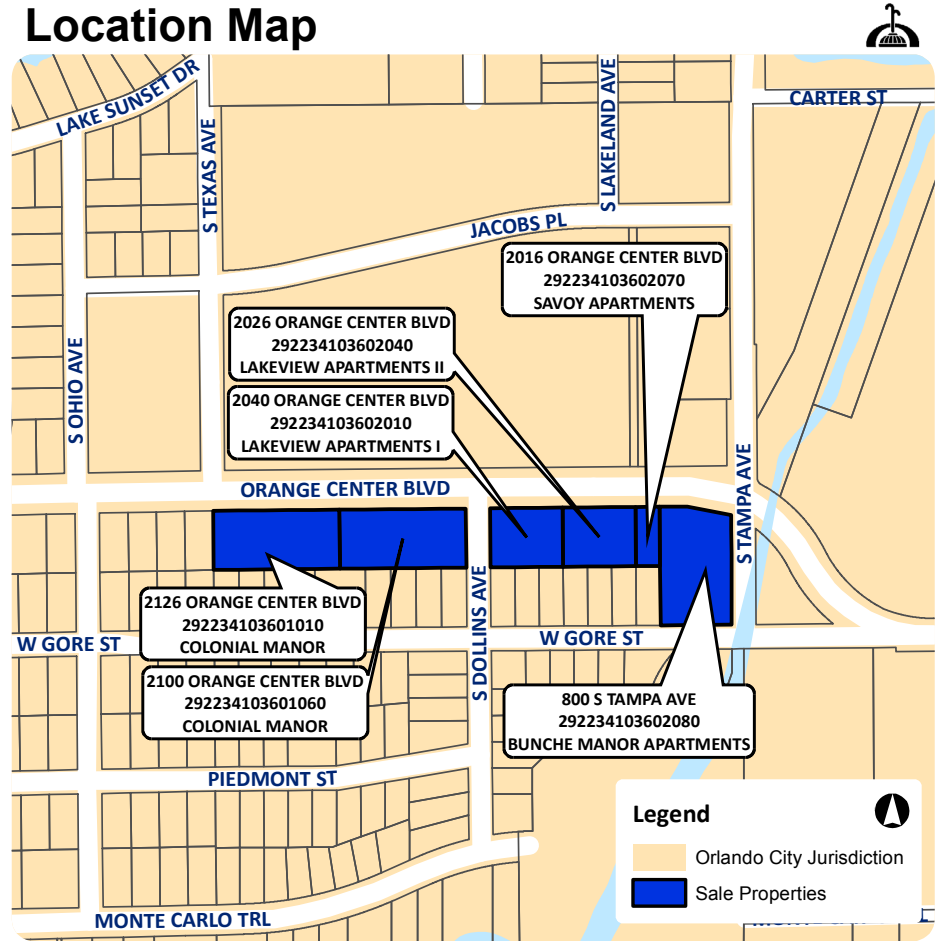 Location Map
LAKE SUNSET DR
S TEXAS AVE
S LAKELAND AVE
CARTER ST
JACOBS PL
2016 ORANGE CENTER BLVD
292234103602070
SAVOY APARTMENTS
2026 ORANGE CENTER BLVD
292234103602040
LAKEVIEW APARTMENTS II
2040 ORANGE CENTER BLVD
292234103602010
LAKEVIEW APARTMENTS I
S OHIO AVE
ORANGE CENTER BLVD
S TAMPA AVE
S DOLLINS AVE
2126 ORANGE CENTER BLVD
292234103601010
COLONIAL MANOR
W GORE ST
W GORE ST
2100 ORANGE CENTER BLVD
292234103601060
COLONIAL MANOR
800 S TAMPA AVE
292234103602080
BUNCHE MANOR APARTMENTS
PIEDMONT ST
MONTE CARLO TRL
Legend
Orlando City Jurisdiction
Sale Properties